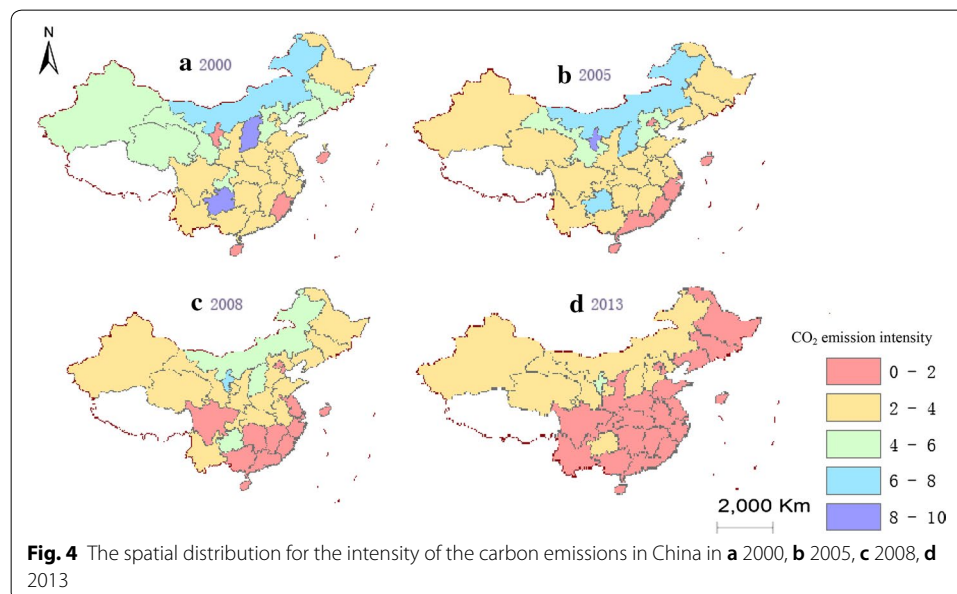 N
a 2000
b 2005
c 2008
d 2013
CO₂ emission intensity
0 - 2
2 - 4
4 - 6
6 - 8
8 - 10
2,000 Km
Fig. 4 The spatial distribution for the intensity of the carbon emissions in China in a 2000, b 2005, c 2008, d
2013